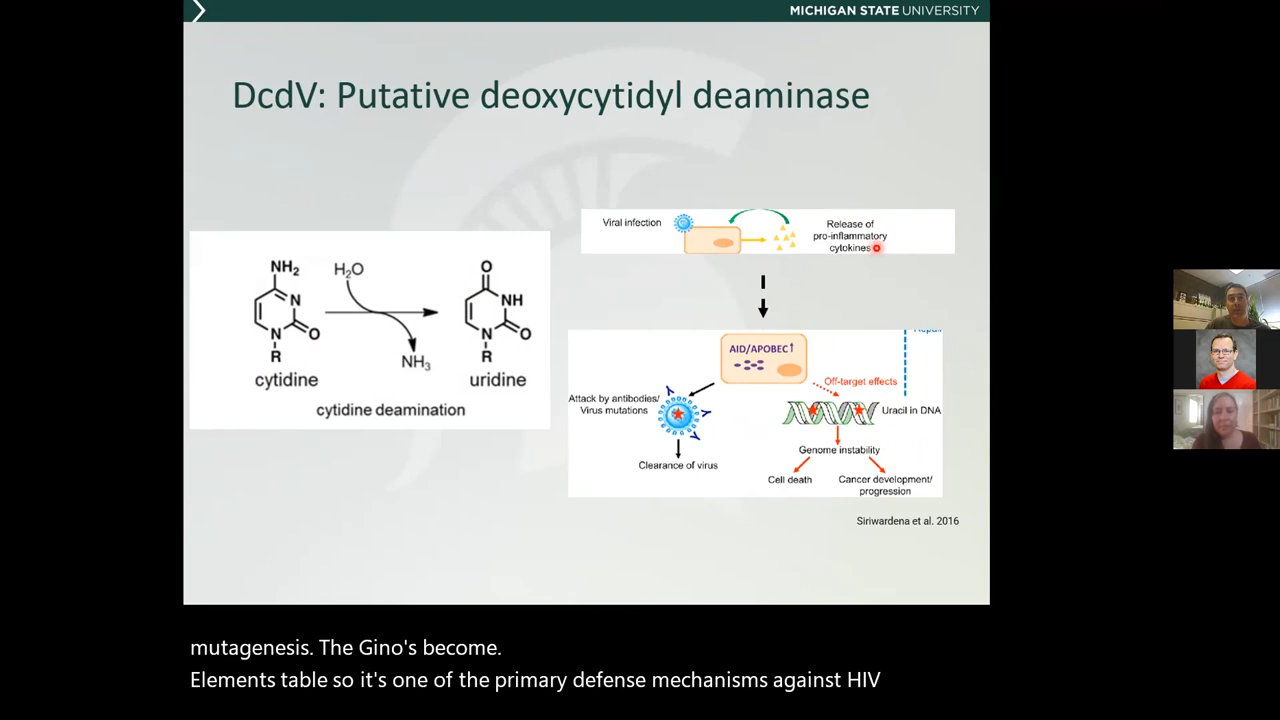 MICHIGAN STATE UNIVERSITY
DcdV: Putative deoxycytidyl deaminase
NH2
N
N
O
R
cytidine
H2O
NH3
O
NH
N
O
R
uridine
cytidine deamination
Viral infection
Release of
pro-inflammatory
cytokines
AID/APOBEC↑
Repair
Off-target effects
Attack by antibodies/
Virus mutations
Uracil in DNA
Clearance of virus
Genome instability
Cell death
Cancer development/
progression
Siriwardena et al. 2016
mutagenesis. The Gino's become.
Elements table so it's one of the primary defense mechanisms against HIV